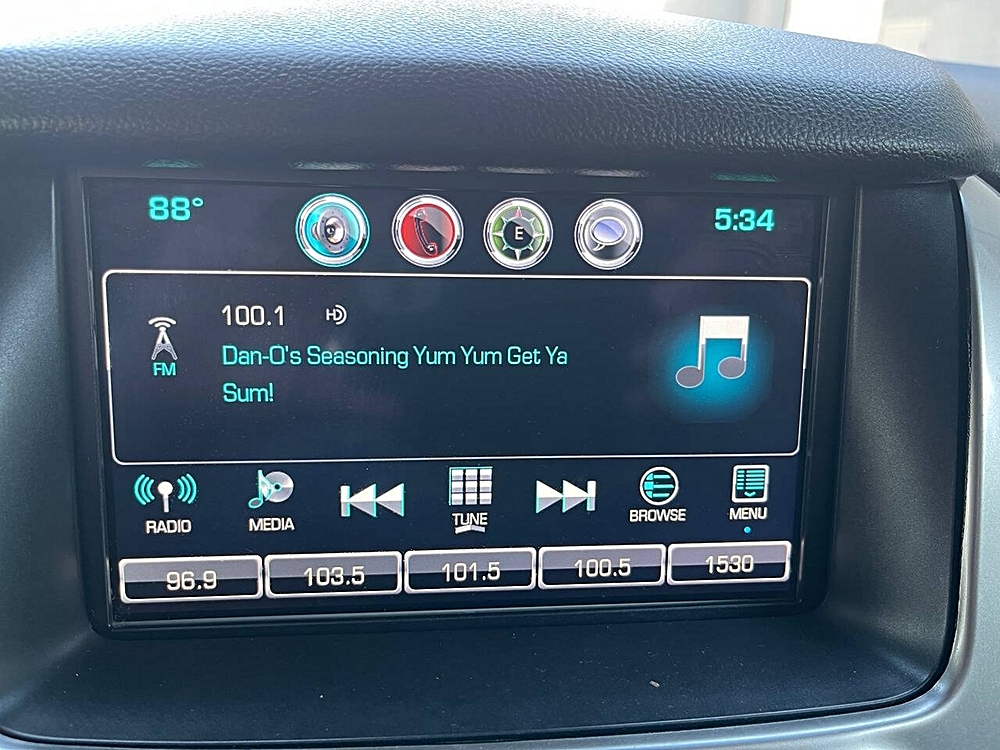 88° E 5:34
100.1 HD
FM Dan-O's Seasoning Yum Yum Get Ya
Sum!
RADIO MEDIA TUNE BROWSE MENU
96.9 103.5 101.5 100.5 1530